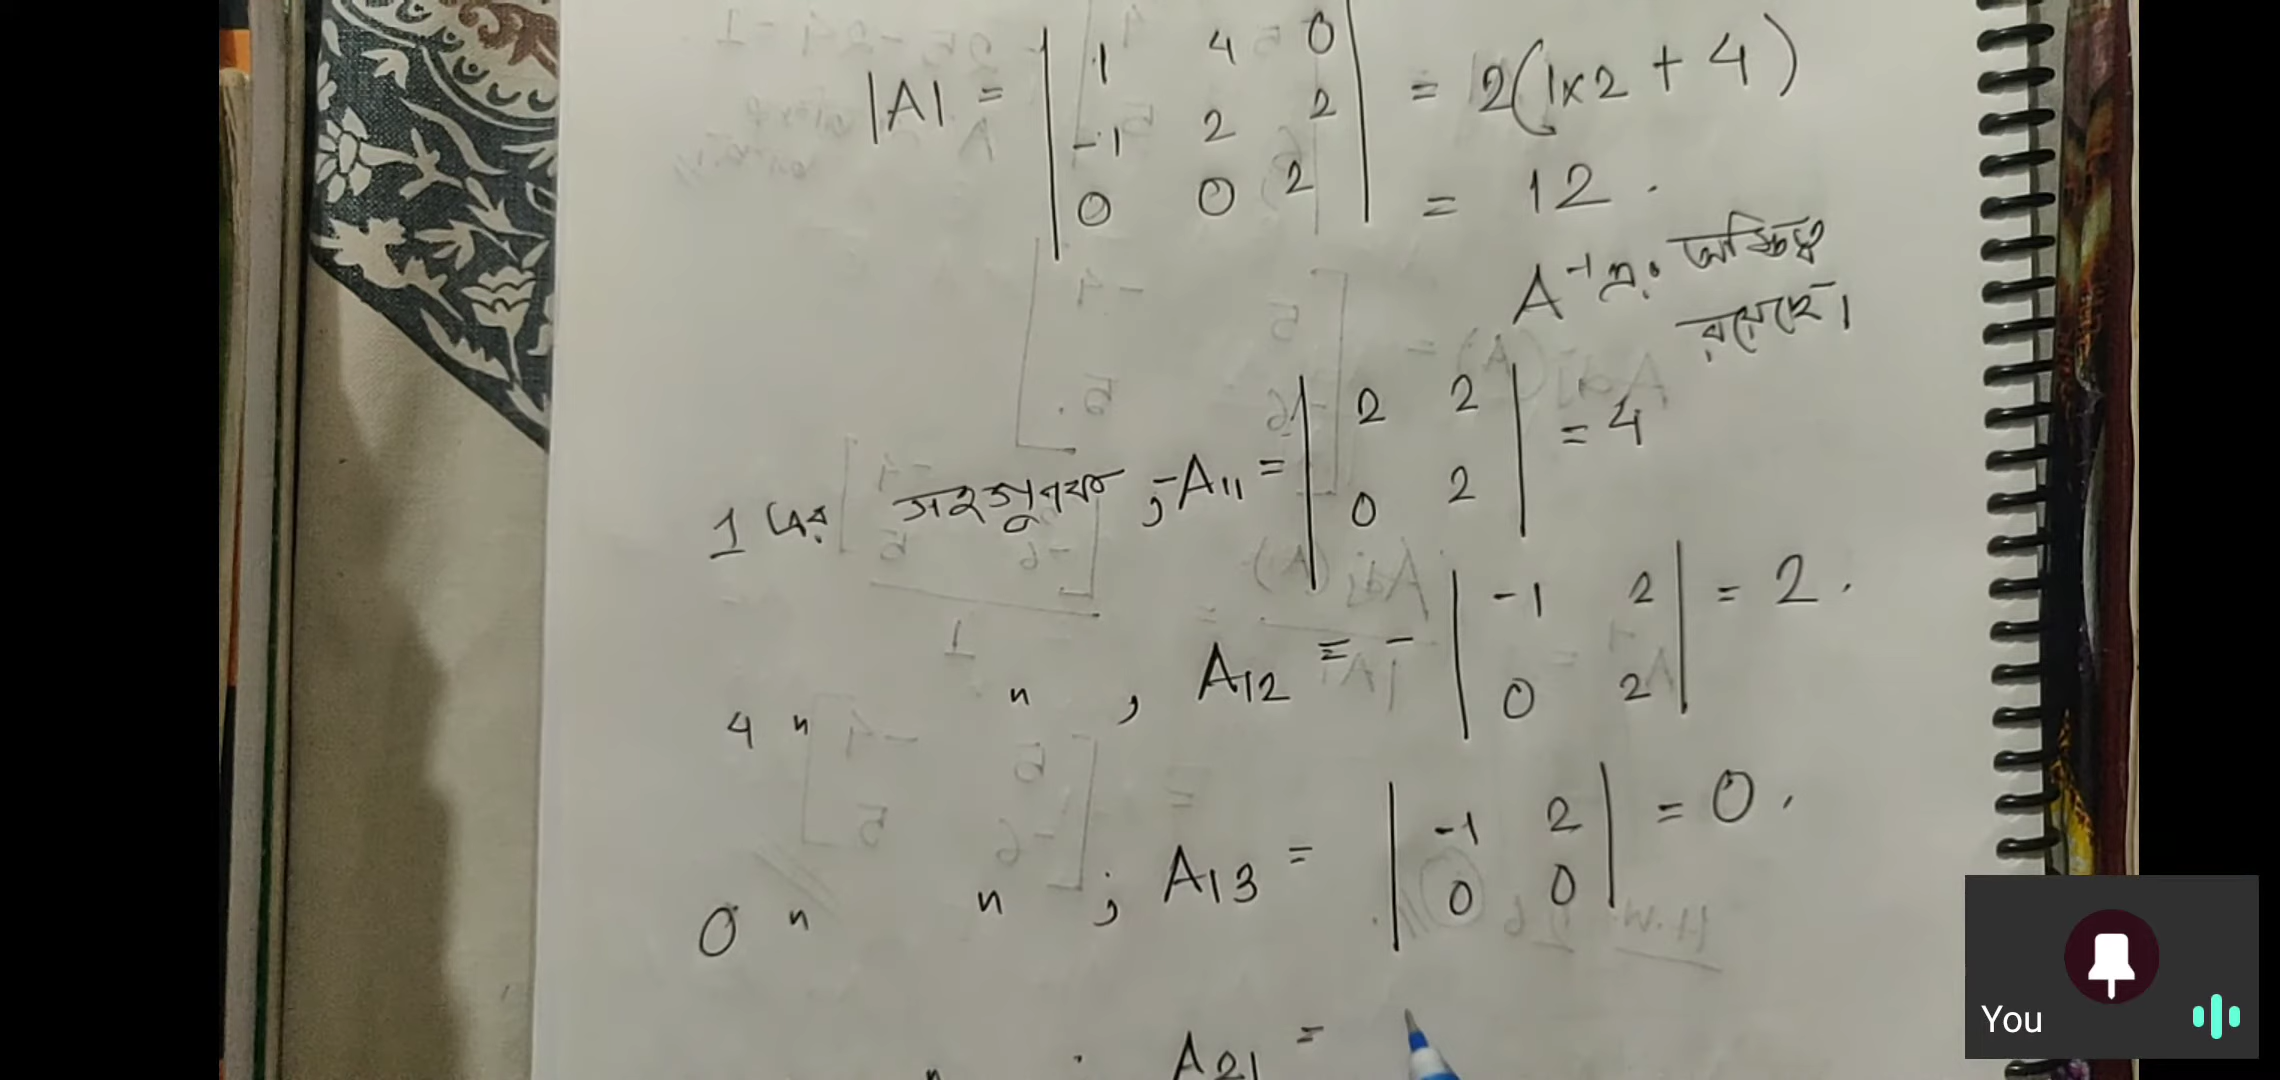 |A| = | 1 4 0 | = 2(1x2 + 4)
| -1 2 2 |
| 0 0 2 | = 12 .
A⁻¹ এর অস্তিত্ব
রয়েছে।
1 এর সহগুণক , A11 = | 2 2 | = 4
| 0 2 |
4 " " , A12 = - | -1 2 | = 2 .
| 0 2 |
0 " " ; A13 = | -1 2 | = 0 .
| 0 0 |
" ; A21 =
You